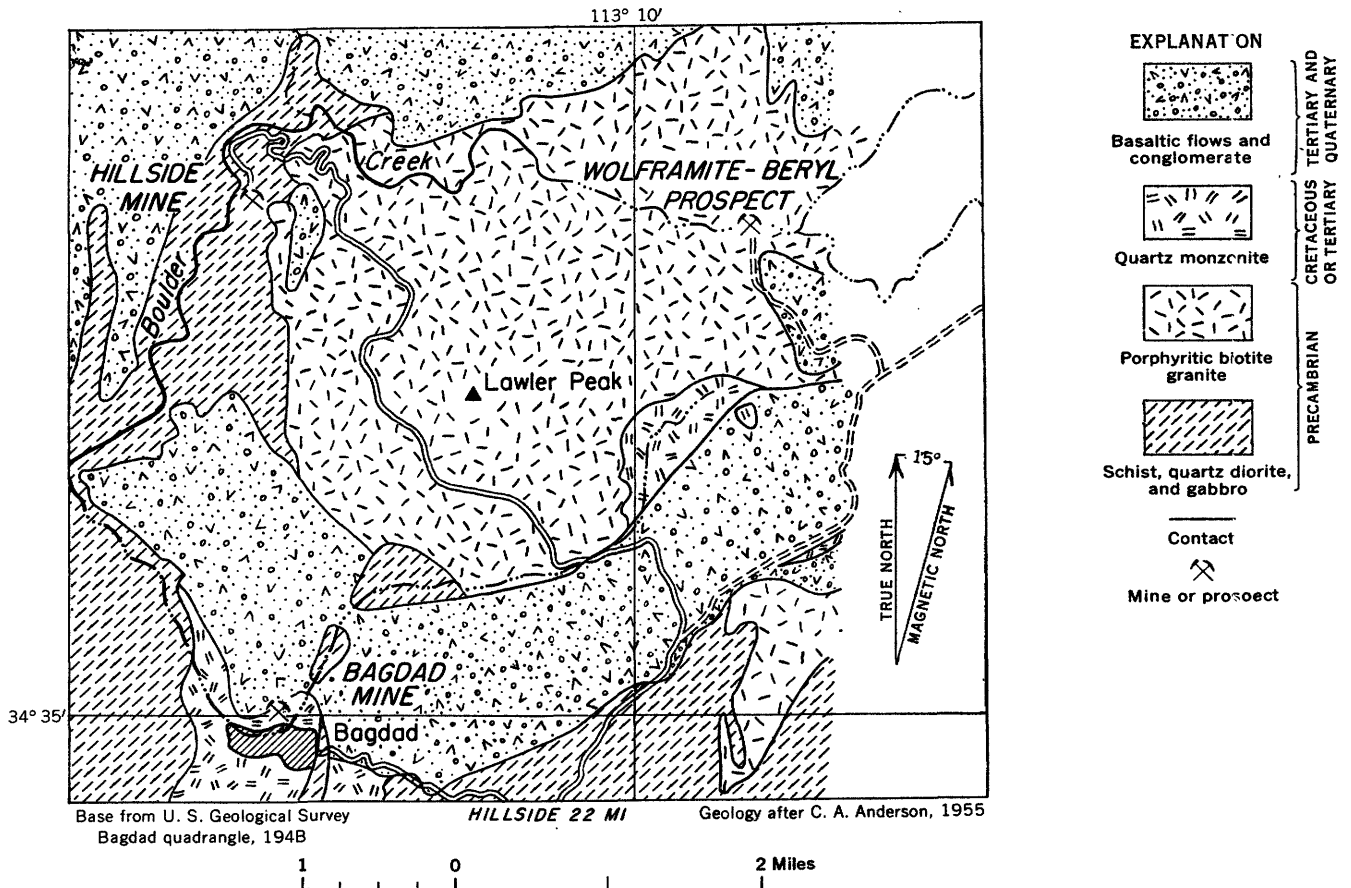 113° 10′
HILLSIDE
MINE
Creek
WOLFRAMITE-BERYL
PROSPECT
Boulder
Lawler Peak
15°
TRUE NORTH
MAGNETIC NORTH
BAGDAD
MINE
34° 35′
Bagdad
Base from U. S. Geological Survey
Bagdad quadrangle, 194B
HILLSIDE 22 MI
Geology after C. A. Anderson, 1955
1 0 2 Miles
EXPLANAT ON
Basaltic flows and
conglomerate
TERTIARY AND
QUATERNARY
Quartz monzonite
CRETACEOUS
OR TERTIARY
Porphyritic biotite
granite
Schist, quartz diorite,
and gabbro
PRECAMBRIAN
Contact
Mine or prospect